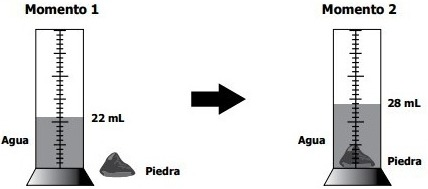 Momento 1
22 mL
Agua
Piedra
Momento 2
28 mL
Agua
Piedra